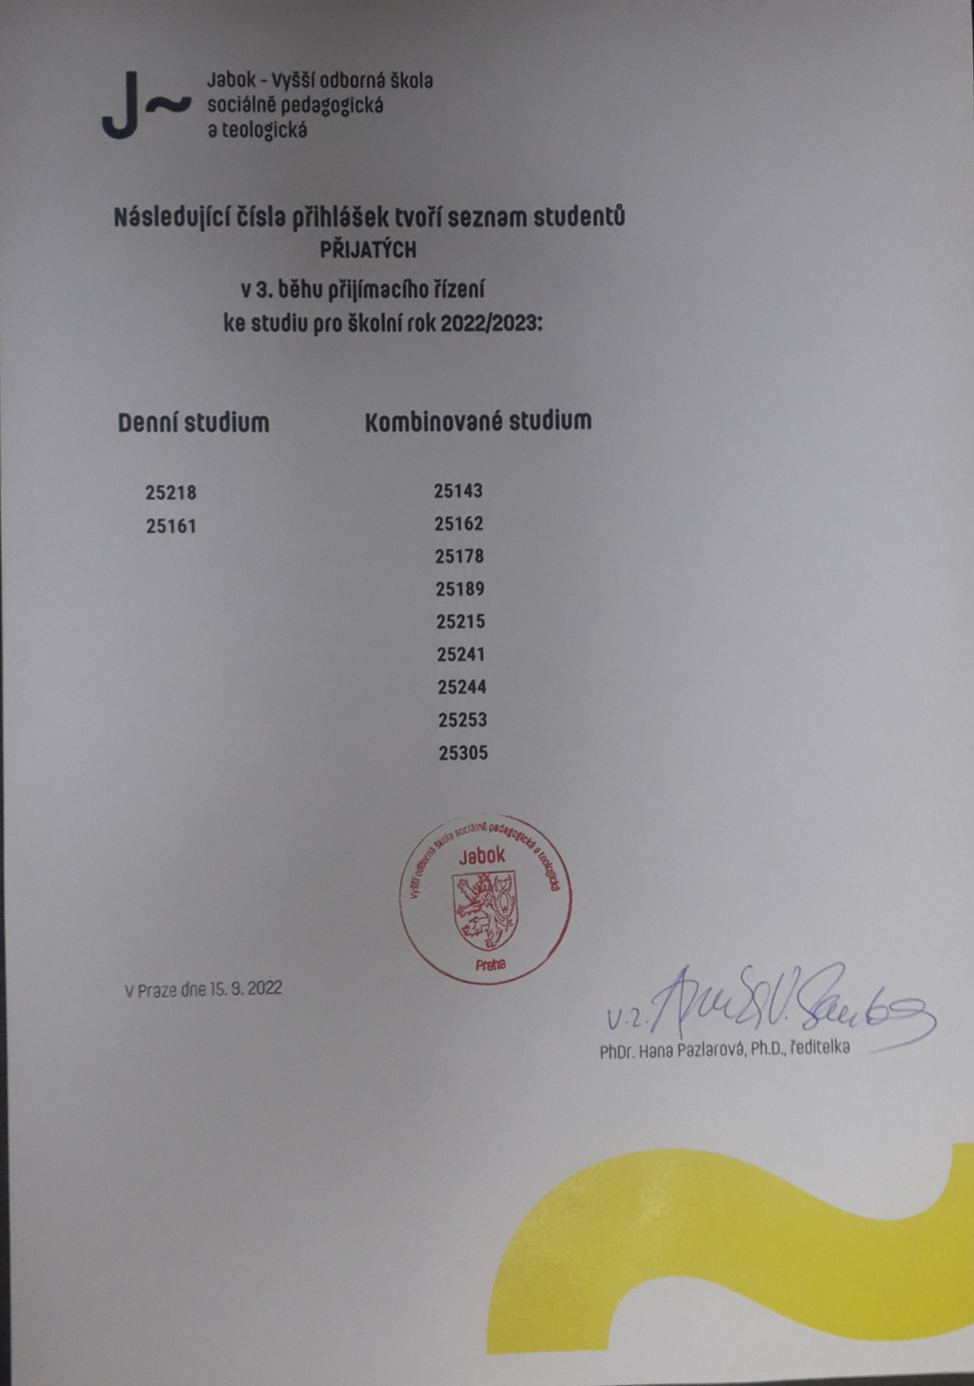 Jabok - Vyšší odborná škola
sociálně pedagogická
a teologická
Následující čísla přihlášek tvoří seznam studentů
PŘIJATÝCH
v 3. běhu přijímacího řízení
ke studiu pro školní rok 2022/2023:
Denní studium
25218
25161
Kombinované studium
25143
25162
25178
25189
25215
25241
25244
25253
25305
Vyšší odborná škola sociálně pedagogická a teologická
Jabok
Praha
V Praze dne 15. 9. 2022
v.z.
PhDr. Hana Pazlarová, Ph.D., ředitelka